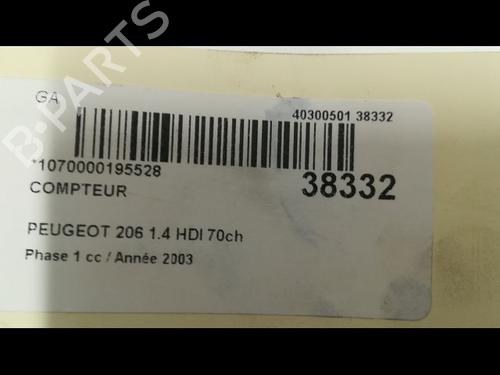 GA
40300501 38332
*1070000195528
38332
COMPTEUR
PEUGEOT 206 1.4 HDI 70ch
Phase 1 cc / Année 2003
B-PARTS